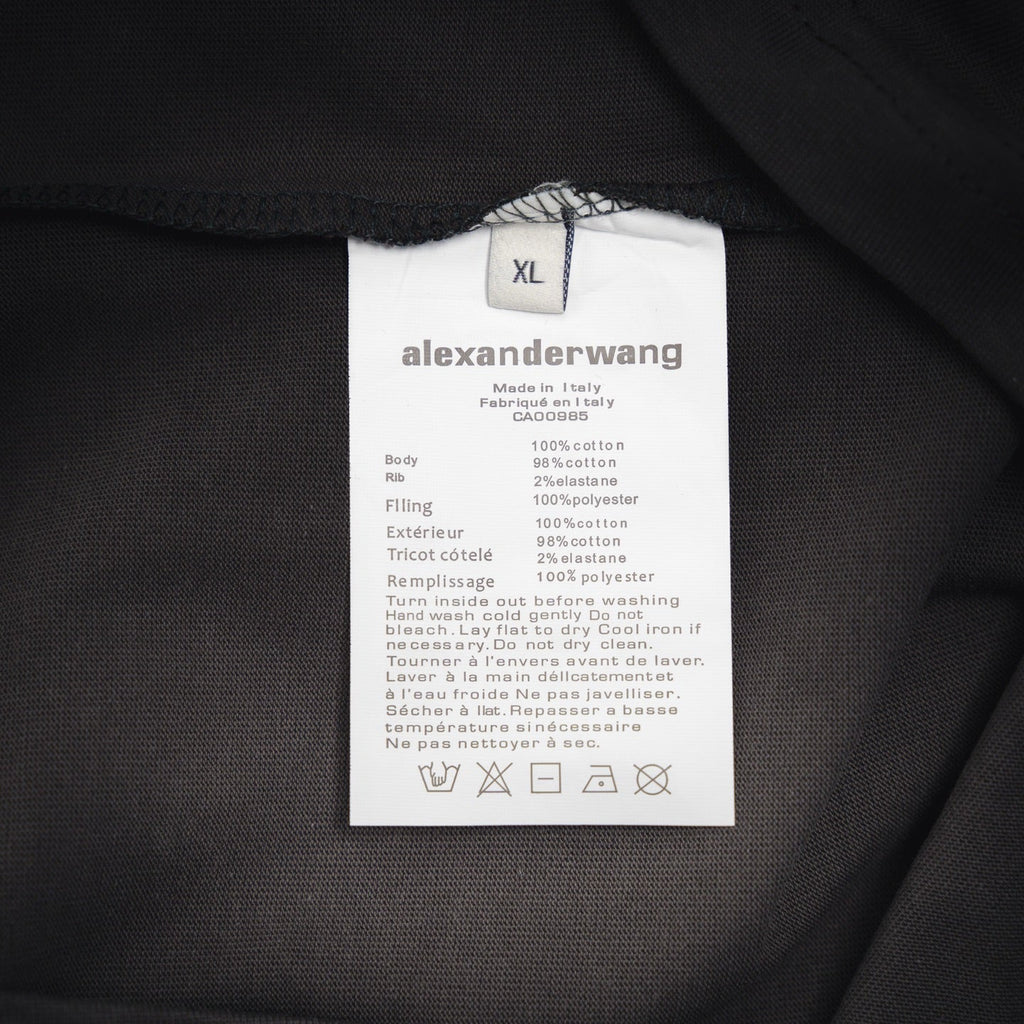 XL
alexanderwang
Made in Italy
Fabriqué en Italy
CA00985
100%cotton
Body 98%cotton
Rib 2%elastane
Flling 100%polyester
Extérieur 100%cotton
98%cotton
Tricot cótelé 2%elastane
Remplissage 100% polyester
Turn inside out before washing
Hand wash cold gently Do not
bleach. Lay flat to dry Cool iron if
necessary. Do not dry clean.
Tourner à l'envers avant de laver.
Laver à la main déllcatementet
à l'eau froide Ne pas javelliser.
Sécher à llat. Repasser a basse
température sinécessaire
Ne pas nettoyer à sec.